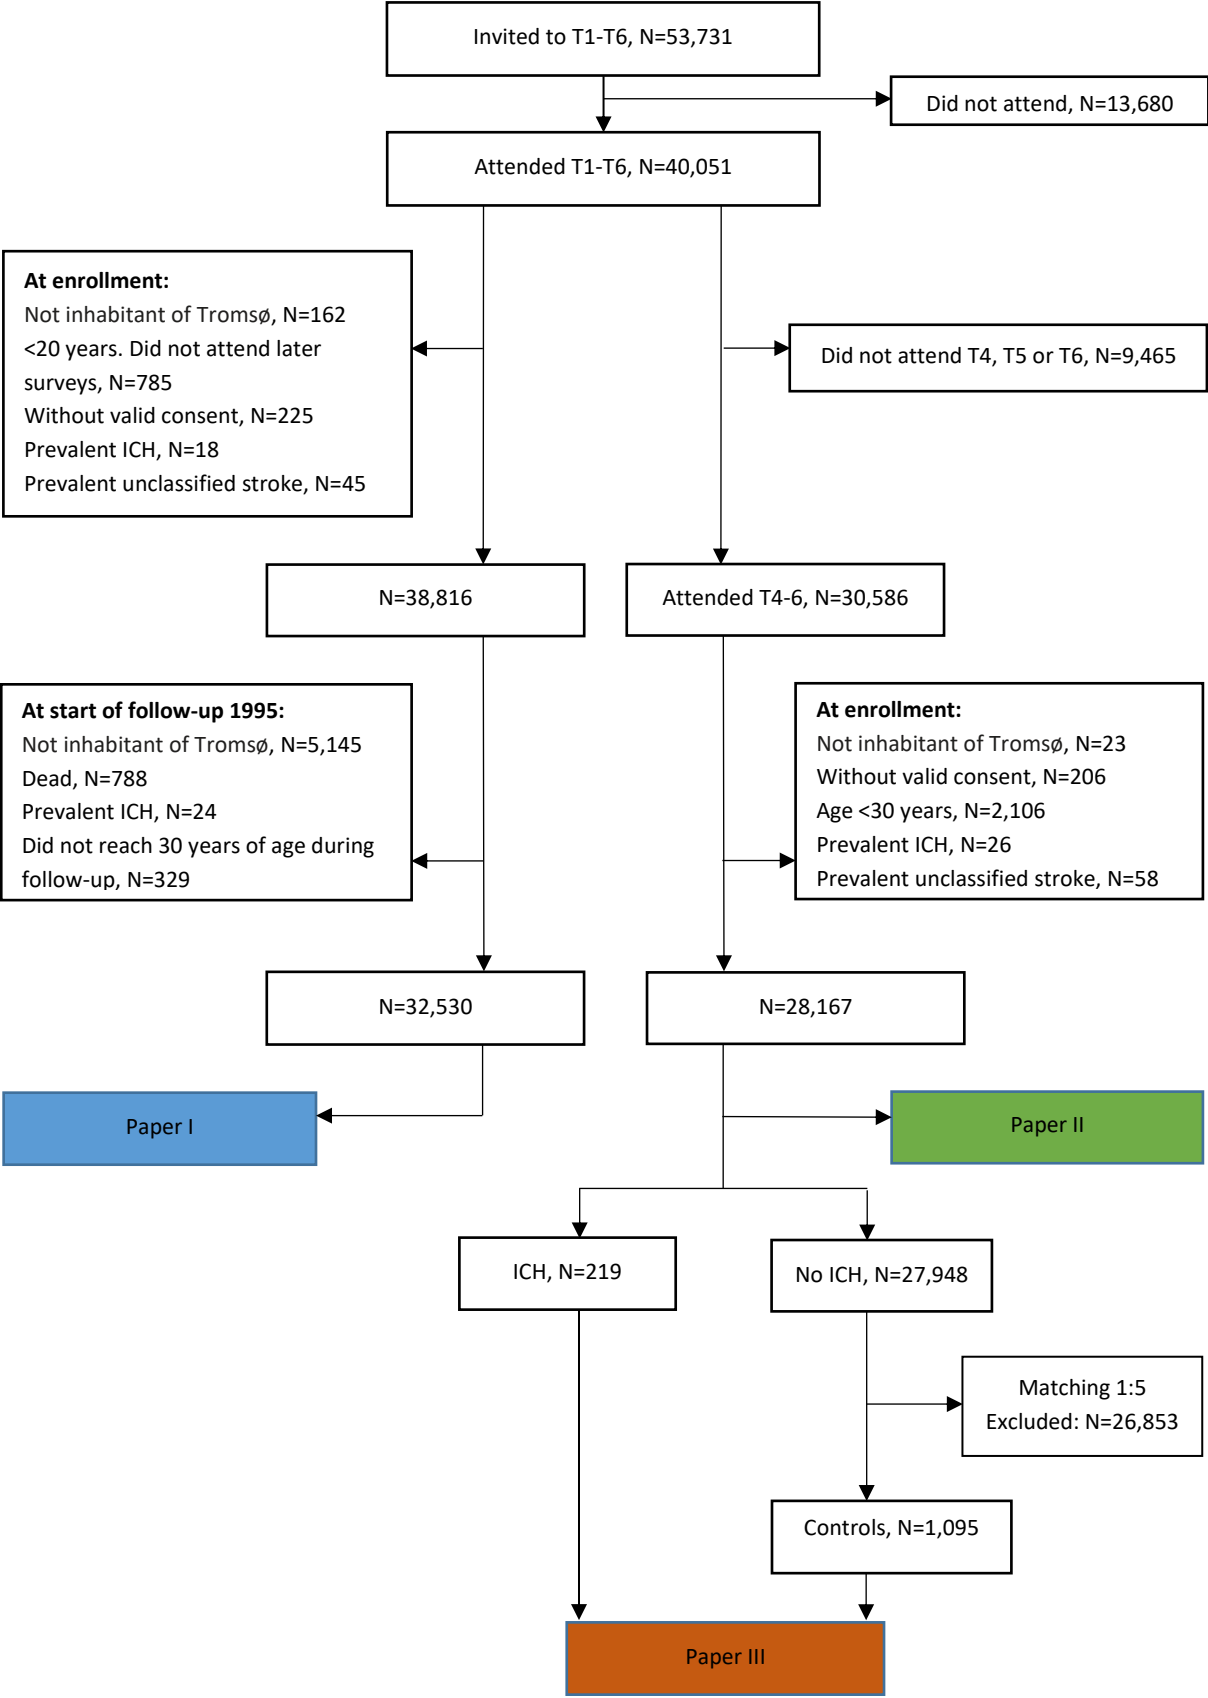 Invited to T1-T6, N=53,731
Did not attend, N=13,680
Attended T1-T6, N=40,051
At enrollment:
Not inhabitant of Tromsø, N=162
<20 years. Did not attend later
surveys, N=785
Without valid consent, N=225
Prevalent ICH, N=18
Prevalent unclassified stroke, N=45
Did not attend T4, T5 or T6, N=9,465
N=38,816
Attended T4-6, N=30,586
At start of follow-up 1995:
Not inhabitant of Tromsø, N=5,145
Dead, N=788
Prevalent ICH, N=24
Did not reach 30 years of age during
follow-up, N=329
At enrollment:
Not inhabitant of Tromsø, N=23
Without valid consent, N=206
Age <30 years, N=2,106
Prevalent ICH, N=26
Prevalent unclassified stroke, N=58
N=32,530
N=28,167
Paper I
Paper II
ICH, N=219
No ICH, N=27,948
Matching 1:5
Excluded: N=26,853
Controls, N=1,095
Paper III